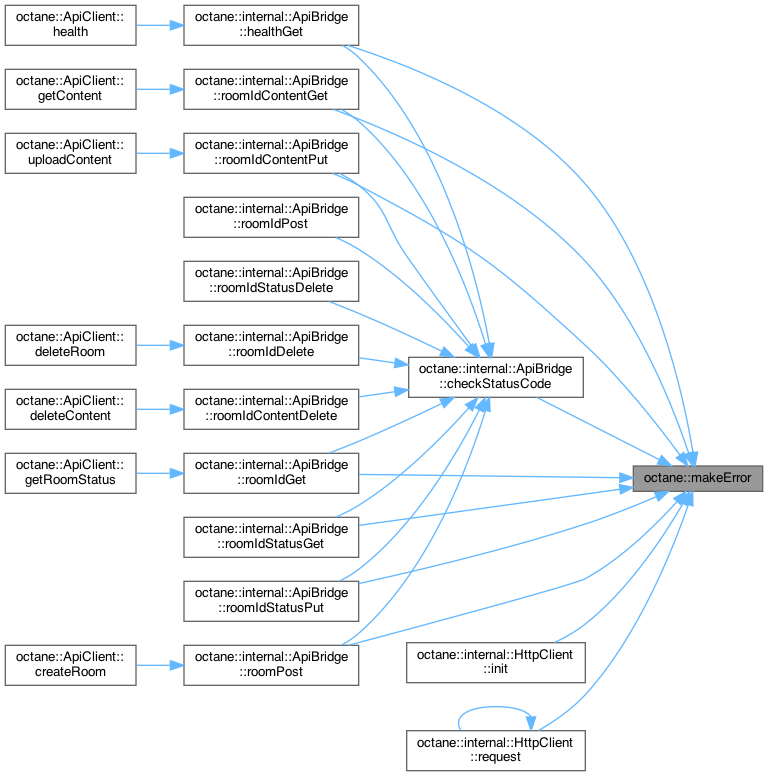 octane::ApiClient::
health
octane::internal::ApiBridge
::healthGet
octane::ApiClient::
getContent
octane::internal::ApiBridge
::roomIdContentGet
octane::ApiClient::
uploadContent
octane::internal::ApiBridge
::roomIdContentPut
octane::internal::ApiBridge
::roomIdPost
octane::internal::ApiBridge
::roomIdStatusDelete
octane::ApiClient::
deleteRoom
octane::internal::ApiBridge
::roomIdDelete
octane::internal::ApiBridge
::checkStatusCode
octane::ApiClient::
deleteContent
octane::internal::ApiBridge
::roomIdContentDelete
octane::ApiClient::
getRoomStatus
octane::internal::ApiBridge
::roomIdGet
octane::makeError
octane::internal::ApiBridge
::roomIdStatusGet
octane::internal::ApiBridge
::roomIdStatusPut
octane::ApiClient::
createRoom
octane::internal::ApiBridge
::roomPost
octane::internal::HttpClient
::init
octane::internal::HttpClient
::request